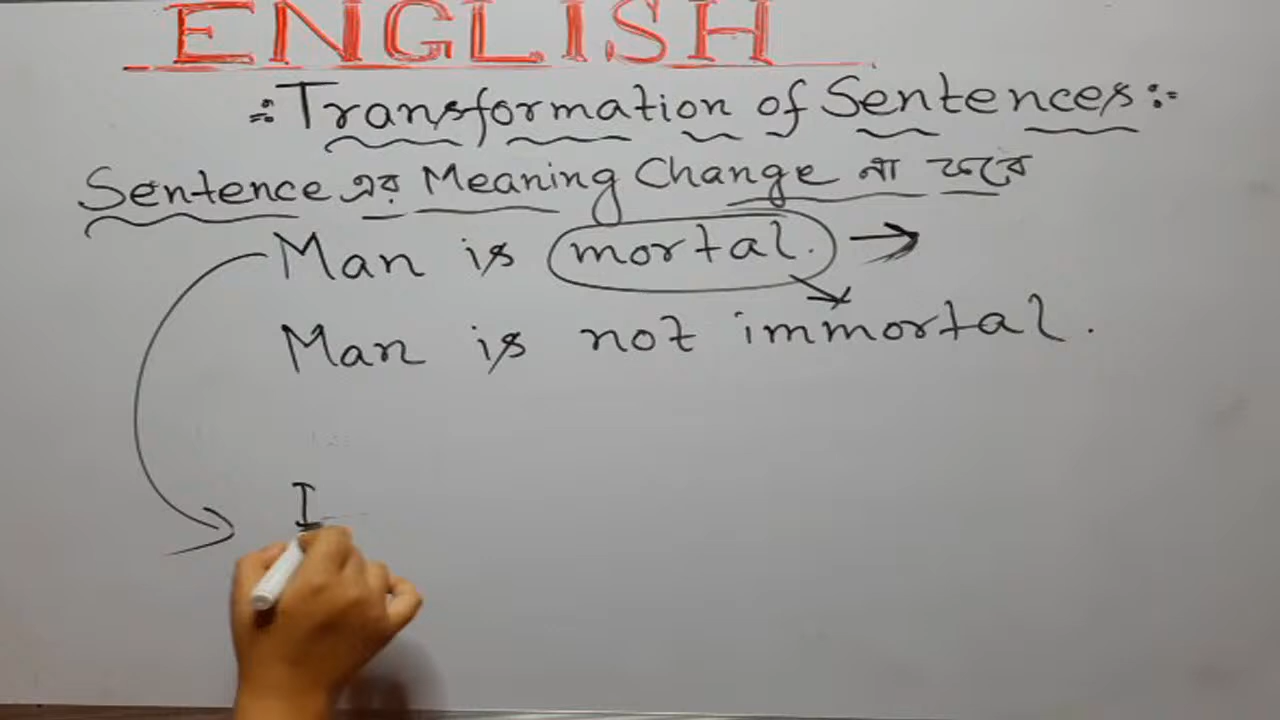 ENGLISH
:- Transformation of Sentences :-
Sentence এর Meaning Change না করে
Man is mortal. →
Man is not immortal.
I